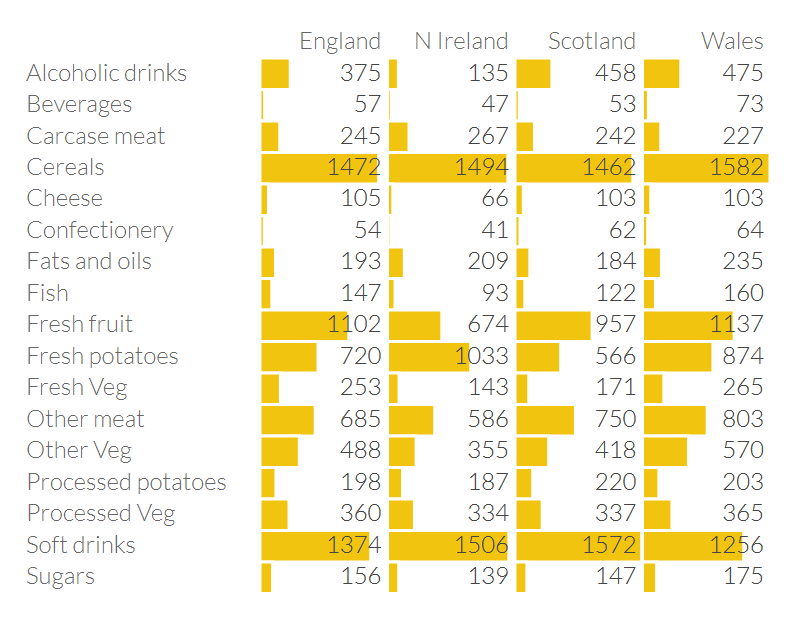 England N Ireland Scotland Wales
Alcoholic drinks 375 135 458 475
Beverages 57 47 53 73
Carcase meat 245 267 242 227
Cereals 1472 1494 1462 1582
Cheese 105 66 103 103
Confectionery 54 41 62 64
Fats and oils 193 209 184 235
Fish 147 93 122 160
Fresh fruit 1102 674 957 1137
Fresh potatoes 720 1033 566 874
Fresh Veg 253 143 171 265
Other meat 685 586 750 803
Other Veg 488 355 418 570
Processed potatoes 198 187 220 203
Processed Veg 360 334 337 365
Soft drinks 1374 1506 1572 1256
Sugars 156 139 147 175